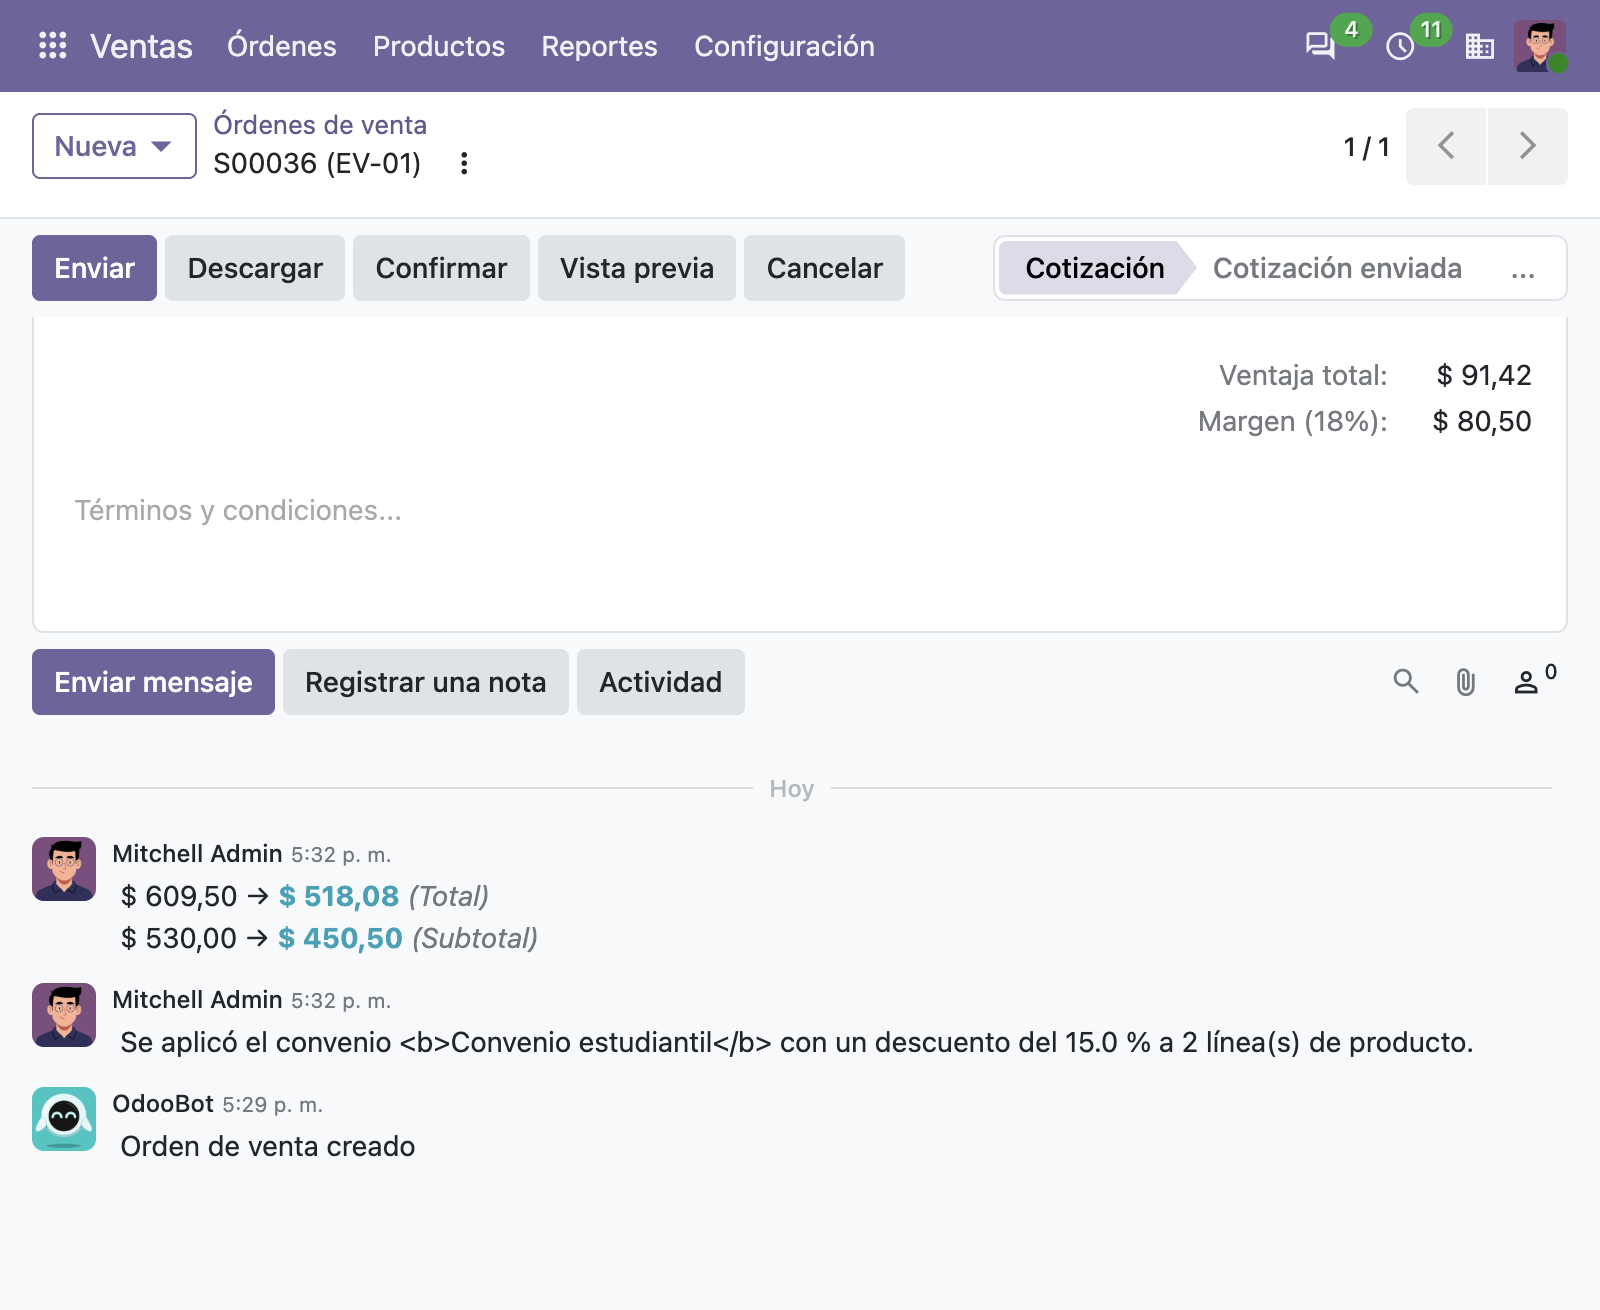 Ventas Órdenes Productos Reportes Configuración 4 11
Nueva
Órdenes de venta
S00036 (EV-01)
1 / 1
Enviar Descargar Confirmar Vista previa Cancelar Cotización Cotización enviada ...
Ventaja total: $ 91,42
Margen (18%): $ 80,50
Términos y condiciones...
Enviar mensaje Registrar una nota Actividad 0
Hoy
Mitchell Admin 5:32 p. m.
$ 609,50 → $ 518,08 (Total)
$ 530,00 → $ 450,50 (Subtotal)
Mitchell Admin 5:32 p. m.
Se aplicó el convenio <b>Convenio estudiantil</b> con un descuento del 15.0 % a 2 línea(s) de producto.
OdooBot 5:29 p. m.
Orden de venta creado